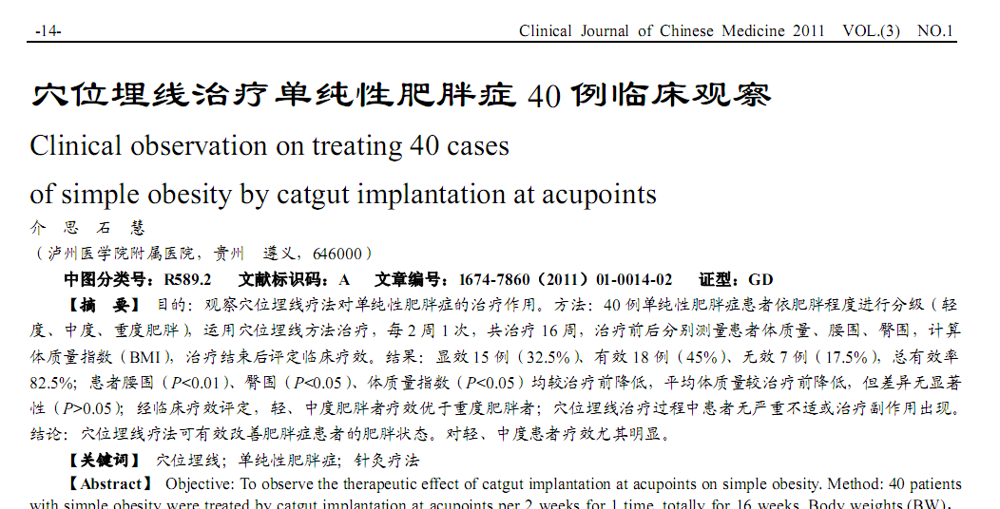 -14- Clinical Journal of Chinese Medicine 2011 VOL.(3) NO.1
穴位埋线治疗单纯性肥胖症 40 例临床观察
Clinical observation on treating 40 cases
of simple obesity by catgut implantation at acupoints
介 思 石 慧
（泸州医学院附属医院，贵州 遵义，646000）
中图分类号：R589.2 文献标识码：A 文章编号：1674-7860（2011）01-0014-02 证型：GD
【摘 要】 目的：观察穴位埋线疗法对单纯性肥胖症的治疗作用。方法：40 例单纯性肥胖症患者依肥胖程度进行分级（轻
度、中度、重度肥胖），运用穴位埋线方法治疗，每 2 周 1 次，共治疗 16 周，治疗前后分别测量患者体质量、腰围、臀围，计算
体质量指数（BMI），治疗结束后评定临床疗效。结果：显效 15 例（32.5%）、有效 18 例（45%）、无效 7 例（17.5%），总有效率
82.5%；患者腰围（P<0.01）、臀围（P<0.05）、体质量指数（P<0.05）均较治疗前降低，平均体质量较治疗前降低，但差异无显著
性（P>0.05）；经临床疗效评定，轻、中度肥胖者疗效优于重度肥胖者；穴位埋线治疗过程中患者无严重不适或治疗副作用出现。
结论：穴位埋线疗法可有效改善肥胖症患者的肥胖状态。对轻、中度患者疗效尤其明显。
【关键词】 穴位埋线；单纯性肥胖症；针灸疗法
【Abstract】 Objective: To observe the therapeutic effect of catgut implantation at acupoints on simple obesity. Method: 40 patients
with simple obesity were treated by catgut implantation at acupoints per 2 weeks for 1 time, totally for 16 weeks. Body weights (BW),